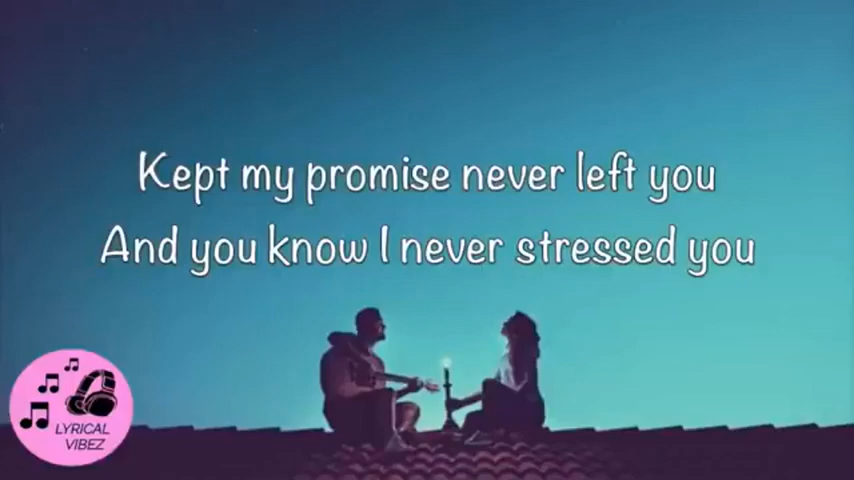 Kept my promise never left you
And you know I never stressed you
LYRICAL
VIBEZ